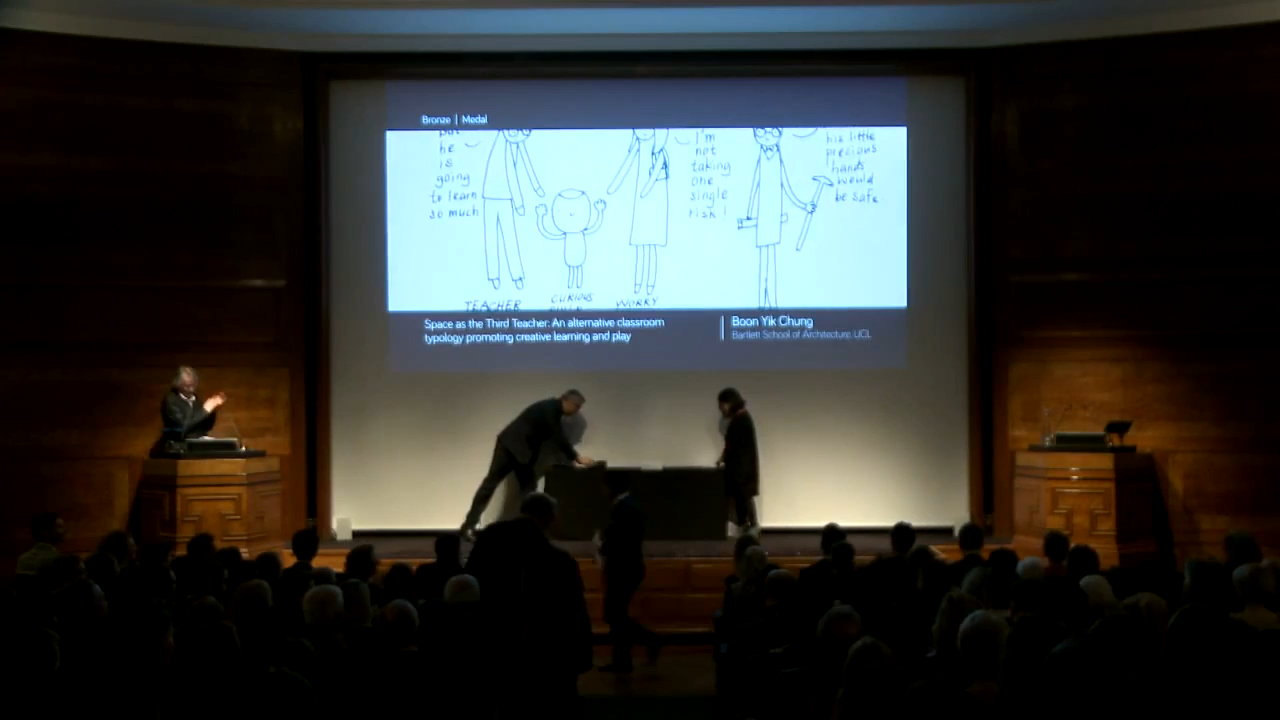 Bronze | Medal
he
is
going
to learn
so much
I'm
not
taking
one
single
risk !
his little
precious
hands
would
be safe
TEACHER
CURIOUS
WORRY
Space as the Third Teacher: An alternative classroom
typology promoting creative learning and play
Boon Yik Chung
Bartlett School of Architecture, UCL